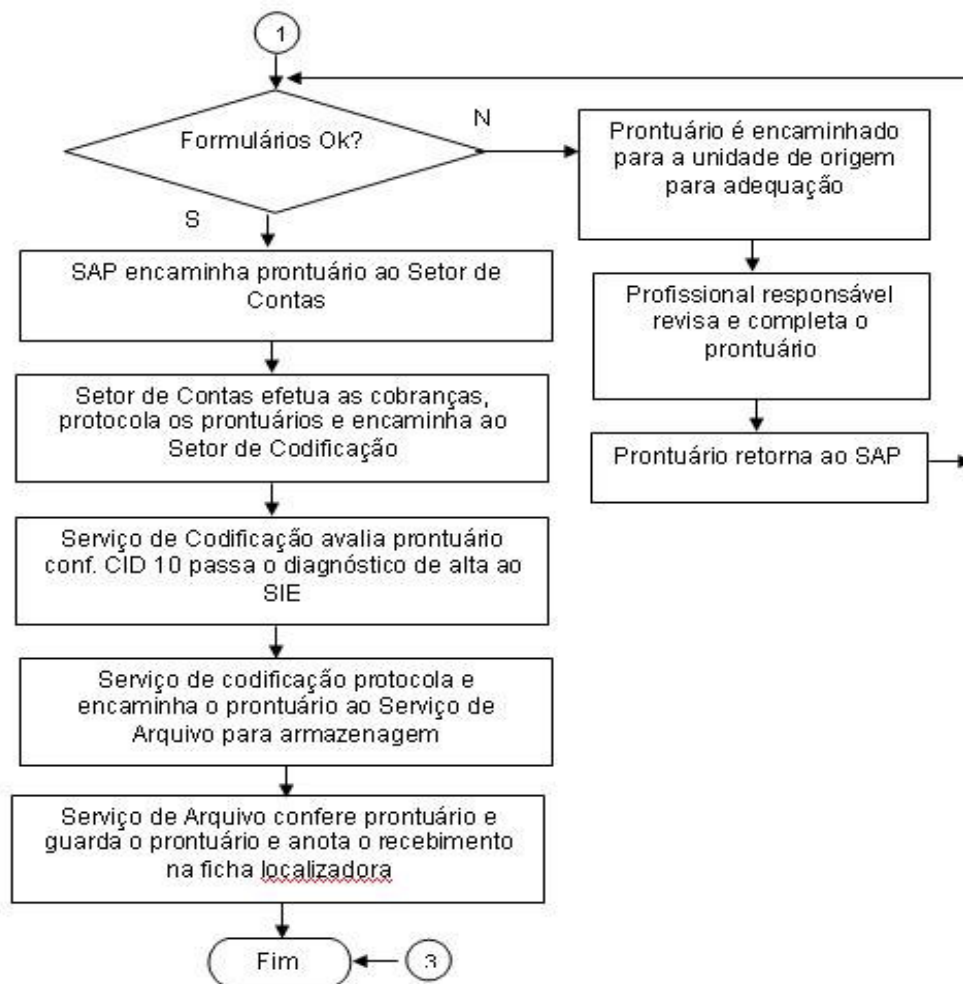 1
Formulários Ok?
N
S
Prontuário é encaminhado
para a unidade de origem
para adequação
SAP encaminha prontuário ao Setor de
Contas
Profissional responsável
revisa e completa o
prontuário
Setor de Contas efetua as cobranças,
protocola os prontuários e encaminha ao
Setor de Codificação
Prontuário retorna ao SAP
Serviço de Codificação avalia prontuário
conf. CID 10 passa o diagnóstico de alta ao
SIE
Serviço de codificação protocola e
encaminha o prontuário ao Serviço de
Arquivo para armazenagem
Serviço de Arquivo confere prontuário e
guarda o prontuário e anota o recebimento
na ficha localizadora
Fim
3